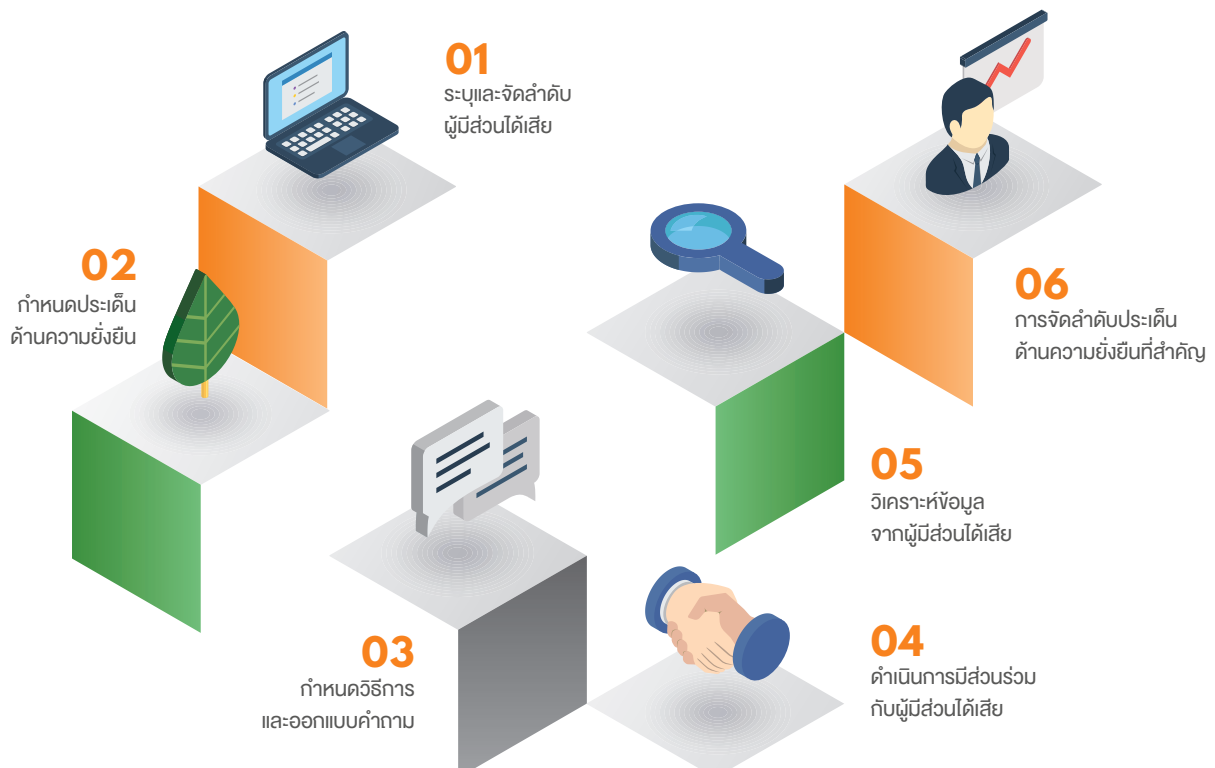 01
ระบุและจัดลำดับ
ผู้มีส่วนได้เสีย
02
กำหนดประเด็น
ด้านความยั่งยืน
03
กำหนดวิธีการ
และออกแบบคำถาม
04
ดำเนินการมีส่วนร่วม
กับผู้มีส่วนได้เสีย
05
วิเคราะห์ข้อมูล
จากผู้มีส่วนได้เสีย
06
การจัดลำดับประเด็น
ด้านความยั่งยืนที่สำคัญ